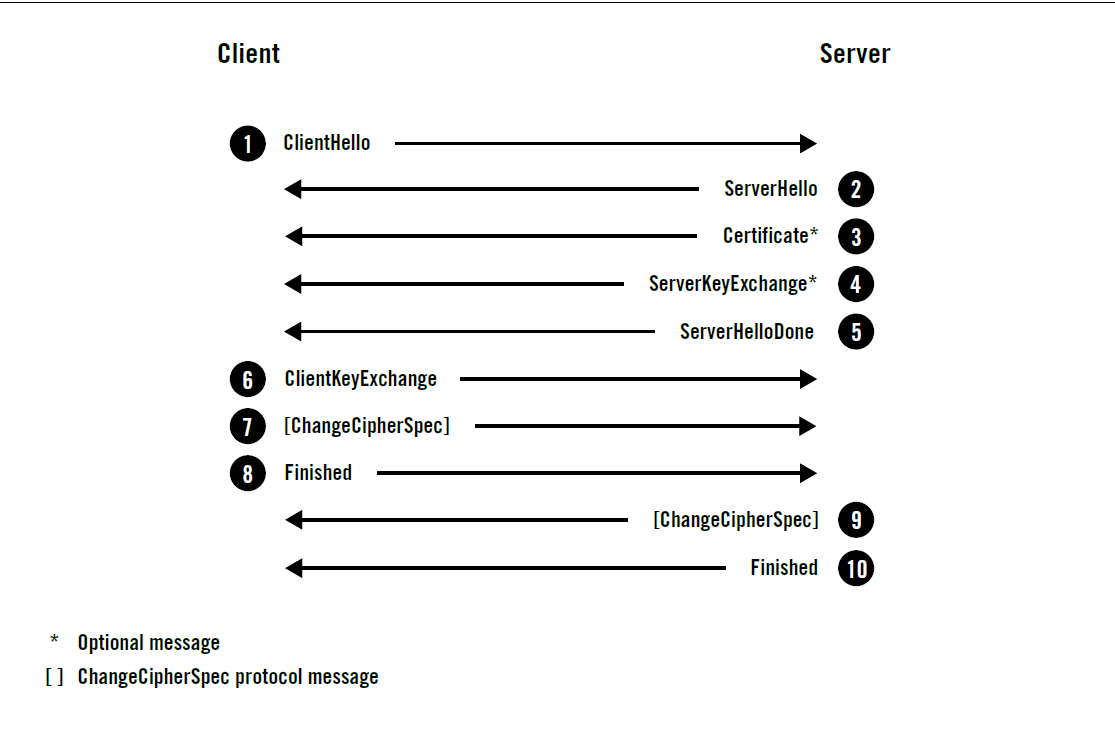 Client Server
1 ClientHello
ServerHello 2
Certificate* 3
ServerKeyExchange* 4
ServerHelloDone 5
6 ClientKeyExchange
7 [ChangeCipherSpec]
8 Finished
[ChangeCipherSpec] 9
Finished 10
* Optional message
[ ] ChangeCipherSpec protocol message